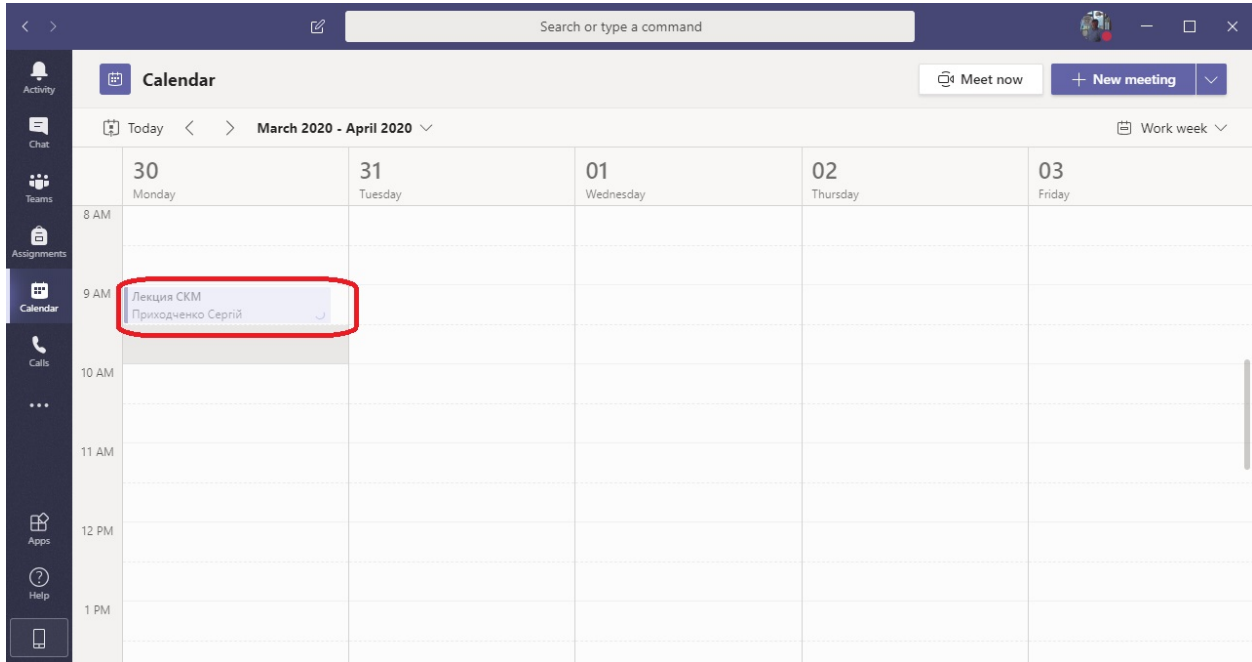 Search or type a command
Activity
Chat
Teams
Assignments
Calendar
Calls
Apps
Help
Calendar
Meet now
+ New meeting
Today
March 2020 - April 2020
Work week
30
Monday
31
Tuesday
01
Wednesday
02
Thursday
03
Friday
8 AM
9 AM
Лекция СКМ
Приходченко Сергій
10 AM
11 AM
12 PM
1 PM